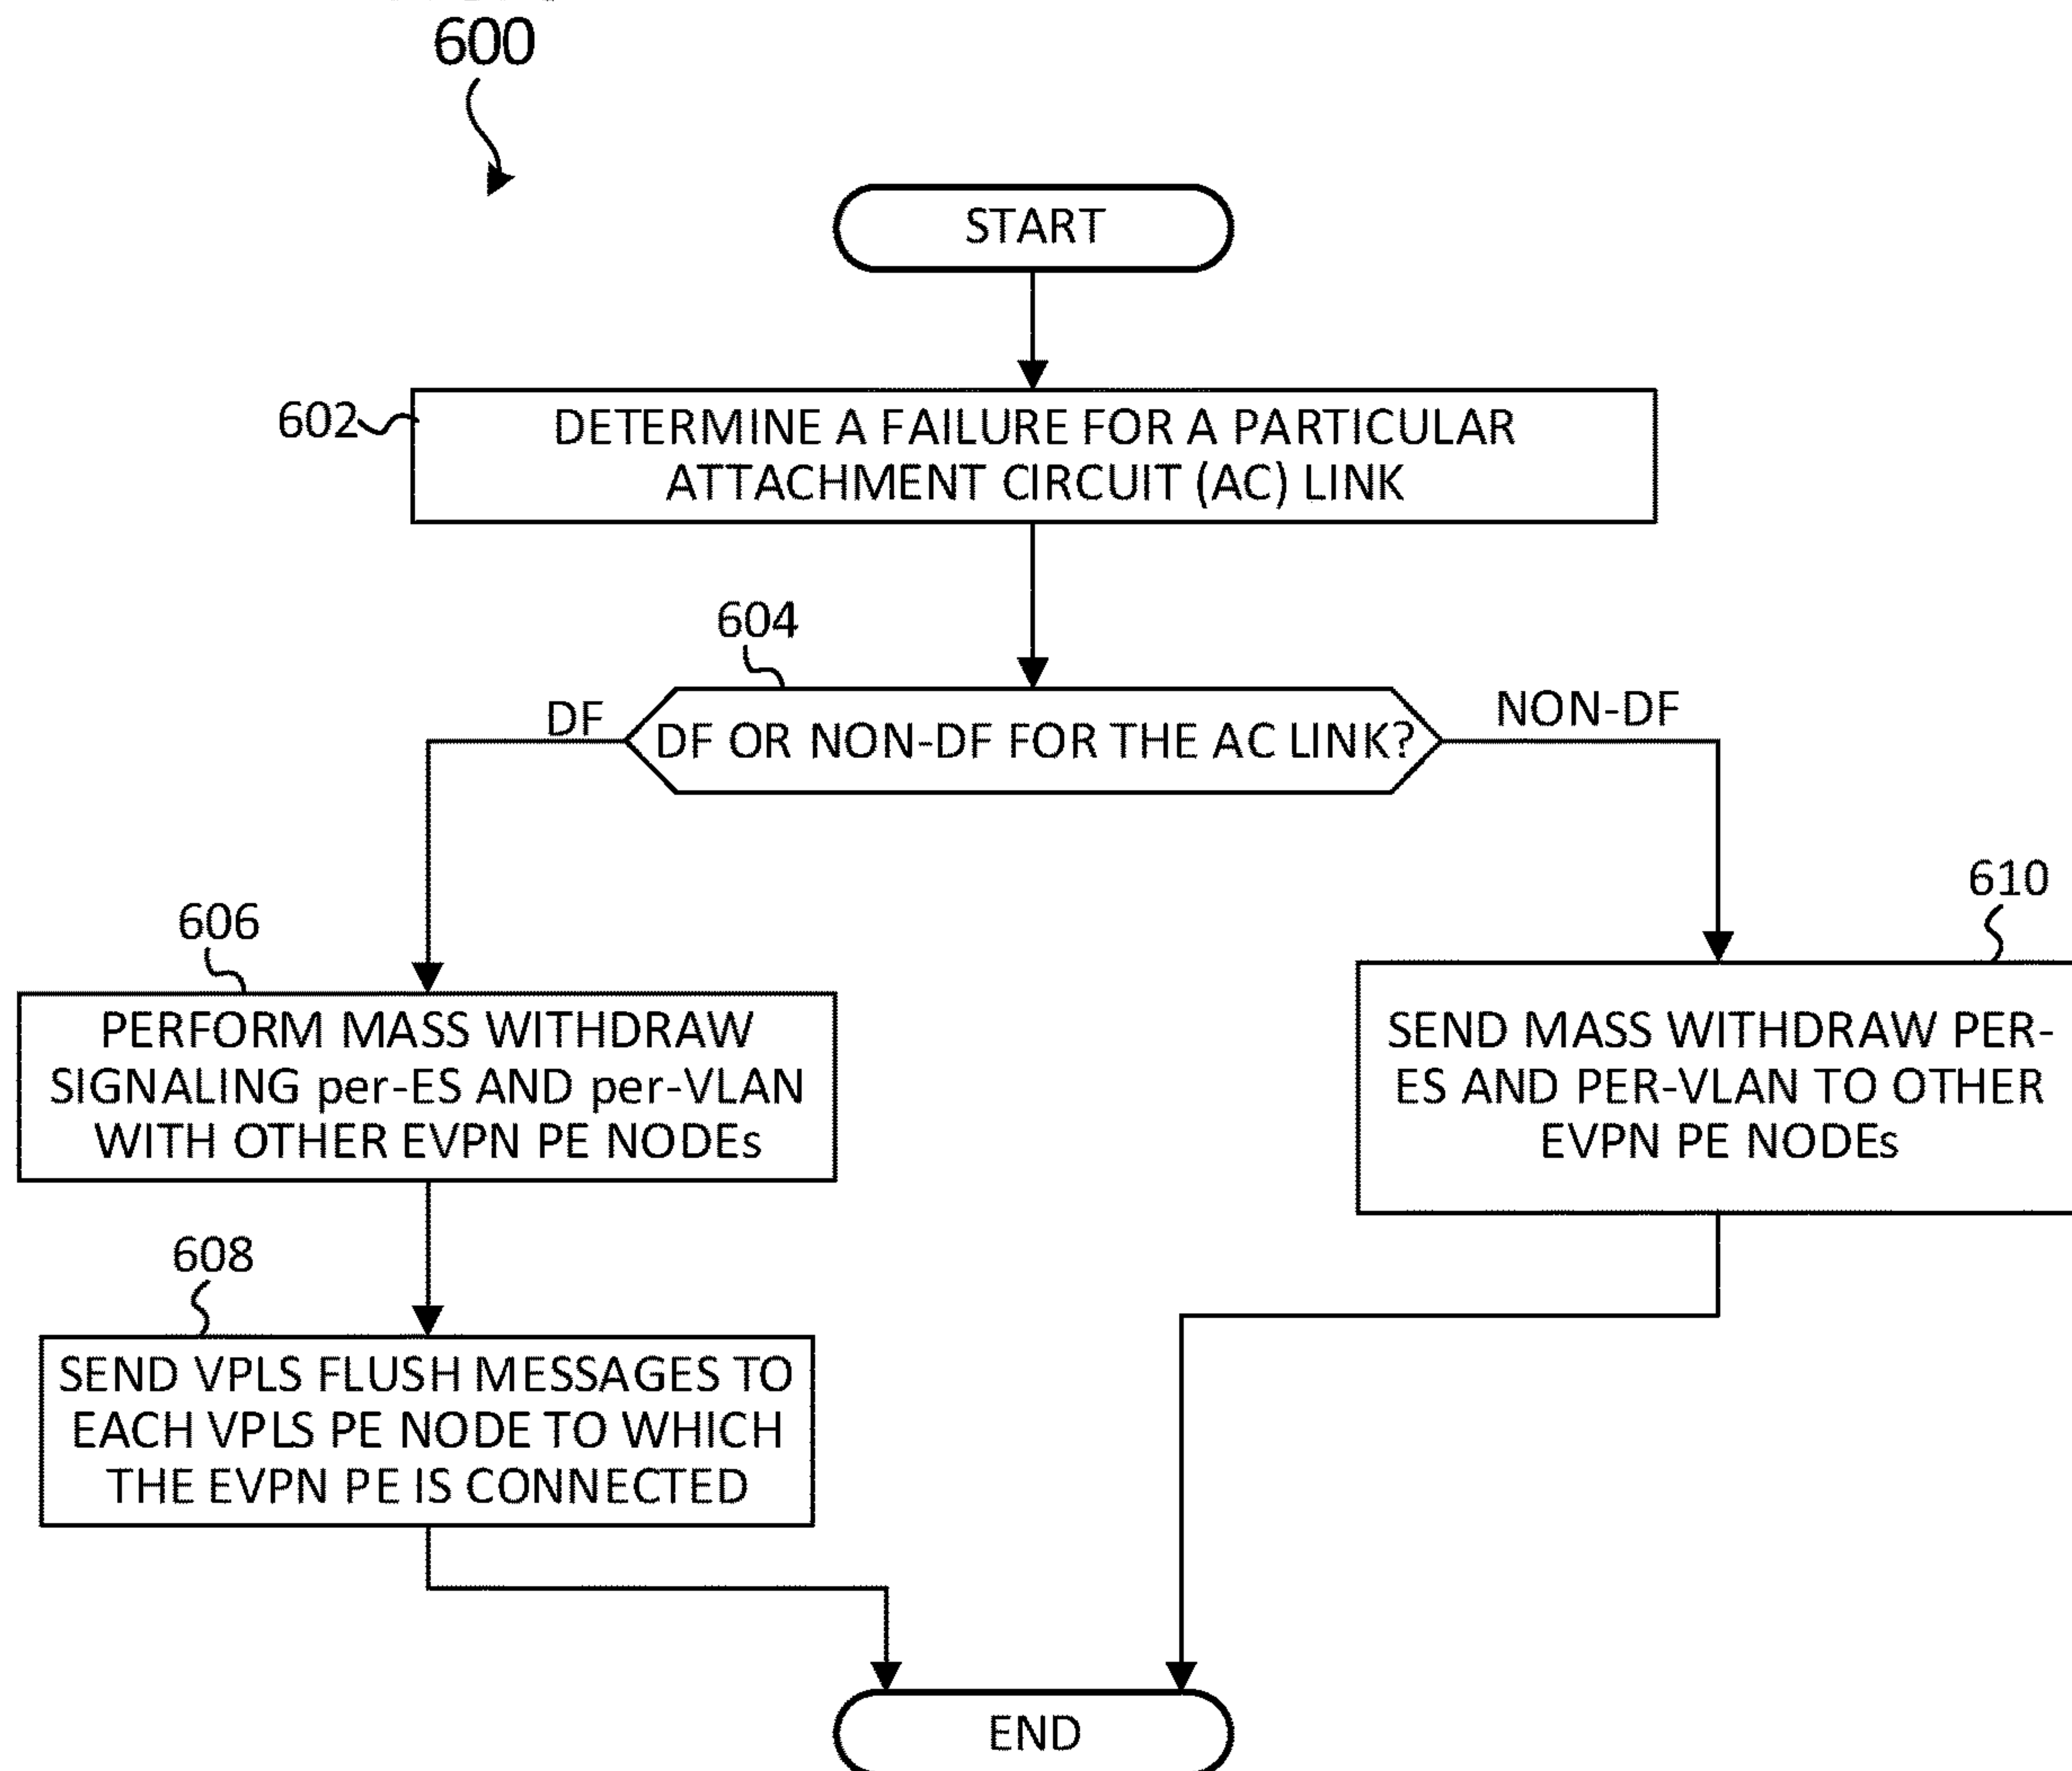 600
START
602
DETERMINE A FAILURE FOR A PARTICULAR
ATTACHMENT CIRCUIT (AC) LINK
604
DF
DF OR NON-DF FOR THE AC LINK?
NON-DF
606
PERFORM MASS WITHDRAW
SIGNALING per-ES AND per-VLAN
WITH OTHER EVPN PE NODEs
610
SEND MASS WITHDRAW PER-
ES AND PER-VLAN TO OTHER
EVPN PE NODEs
608
SEND VPLS FLUSH MESSAGES TO
EACH VPLS PE NODE TO WHICH
THE EVPN PE IS CONNECTED
END